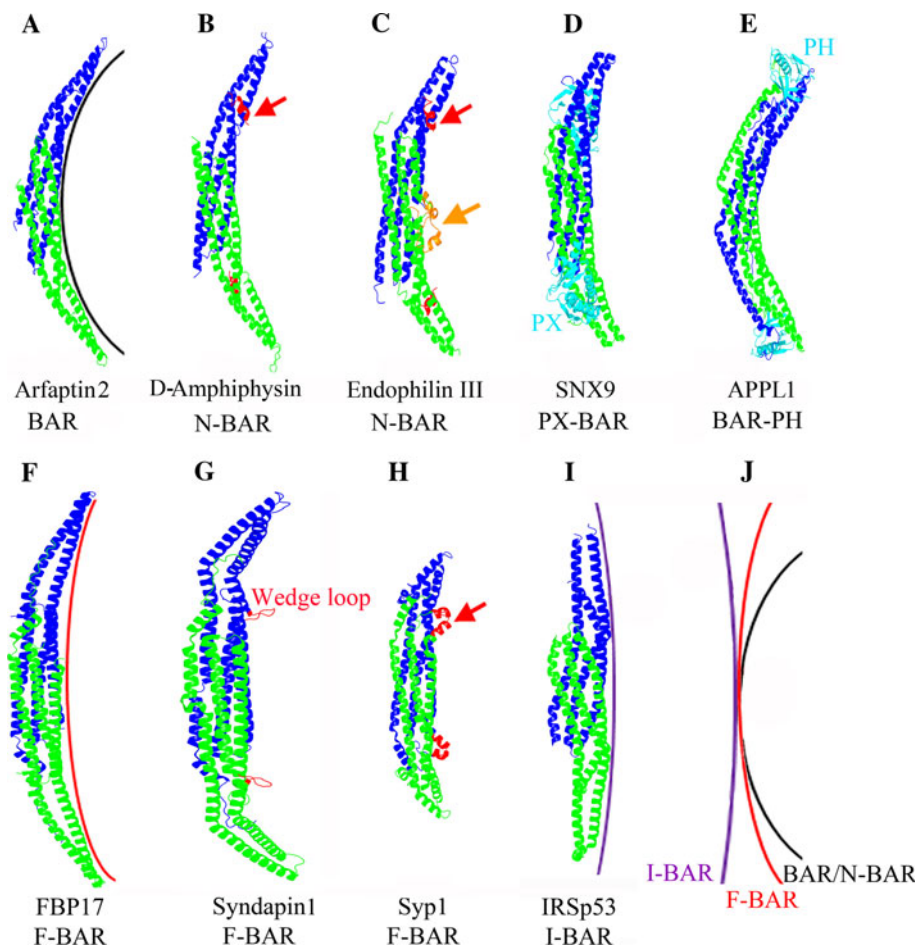 A
B
C
D
E
PH
PX
Arfaptin2
BAR
D-Amphiphysin
N-BAR
Endophilin III
N-BAR
SNX9
PX-BAR
APPL1
BAR-PH
F
G
H
I
J
Wedge loop
I-BAR
BAR/N-BAR
F-BAR
FBP17
F-BAR
Syndapin1
F-BAR
Syp1
F-BAR
IRSp53
I-BAR